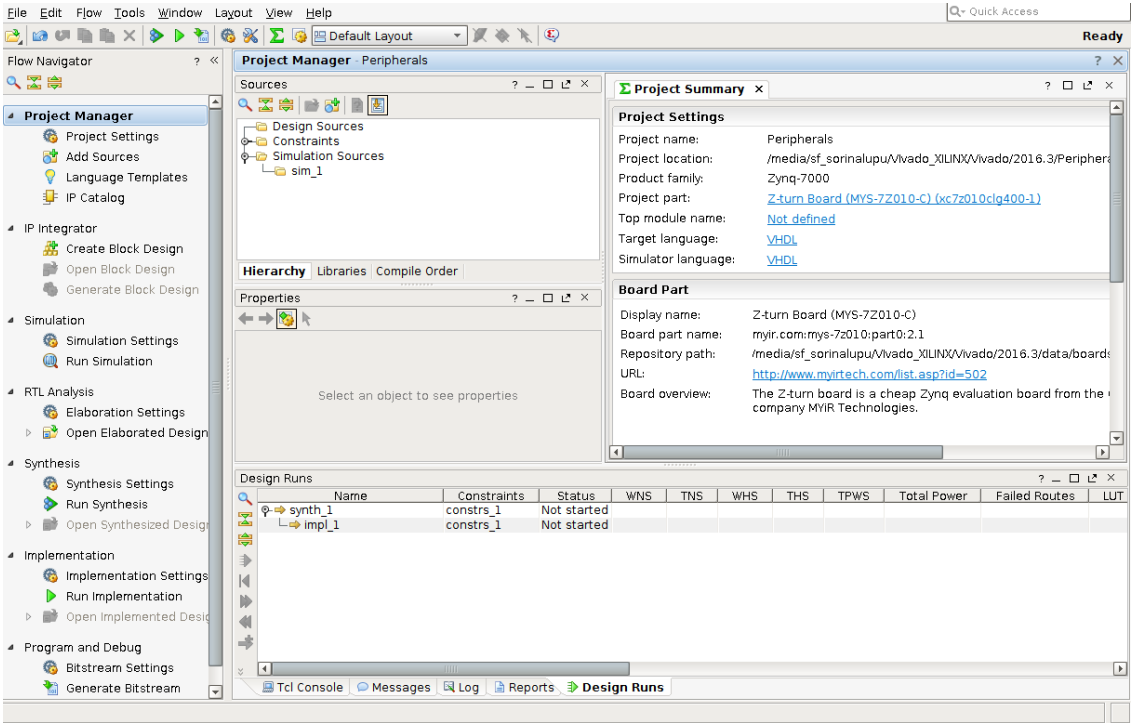 File Edit Flow Tools Window Layout View Help
Quick Access
Default Layout
Ready
Flow Navigator ? «
Project Manager
Project Settings
Add Sources
Language Templates
IP Catalog
IP Integrator
Create Block Design
Open Block Design
Generate Block Design
Simulation
Simulation Settings
Run Simulation
RTL Analysis
Elaboration Settings
Open Elaborated Design
Synthesis
Synthesis Settings
Run Synthesis
Open Synthesized Desig
Implementation
Implementation Settings
Run Implementation
Open Implemented Desig
Program and Debug
Bitstream Settings
Generate Bitstream
Project Manager - Peripherals ?
Sources ?
Design Sources
Constraints
Simulation Sources
sim_1
Hierarchy Libraries Compile Order
Properties ?
Select an object to see properties
Σ Project Summary × ?
Project Settings
Project name: Peripherals
Project location: /media/sf_sorinalupu/Vivado_XILINX/Vivado/2016.3/Periphera
Product family: Zynq-7000
Project part: Z-turn Board (MYS-7Z010-C) (xc7z010clg400-1)
Top module name: Not defined
Target language: VHDL
Simulator language: VHDL
Board Part
Display name: Z-turn Board (MYS-7Z010-C)
Board part name: myir.com:mys-7z010:part0:2.1
Repository path: /media/sf_sorinalupu/Vivado_XILINX/Vivado/2016.3/data/boards
URL: http://www.myirtech.com/list.asp?id=502
Board overview: The Z-turn board is a cheap Zynq evaluation board from the
company MYiR Technologies.
Design Runs ?
Name Constraints Status WNS TNS WHS THS TPWS Total Power Failed Routes LUT
synth_1 constrs_1 Not started
impl_1 constrs_1 Not started
Tcl Console Messages Log Reports Design Runs